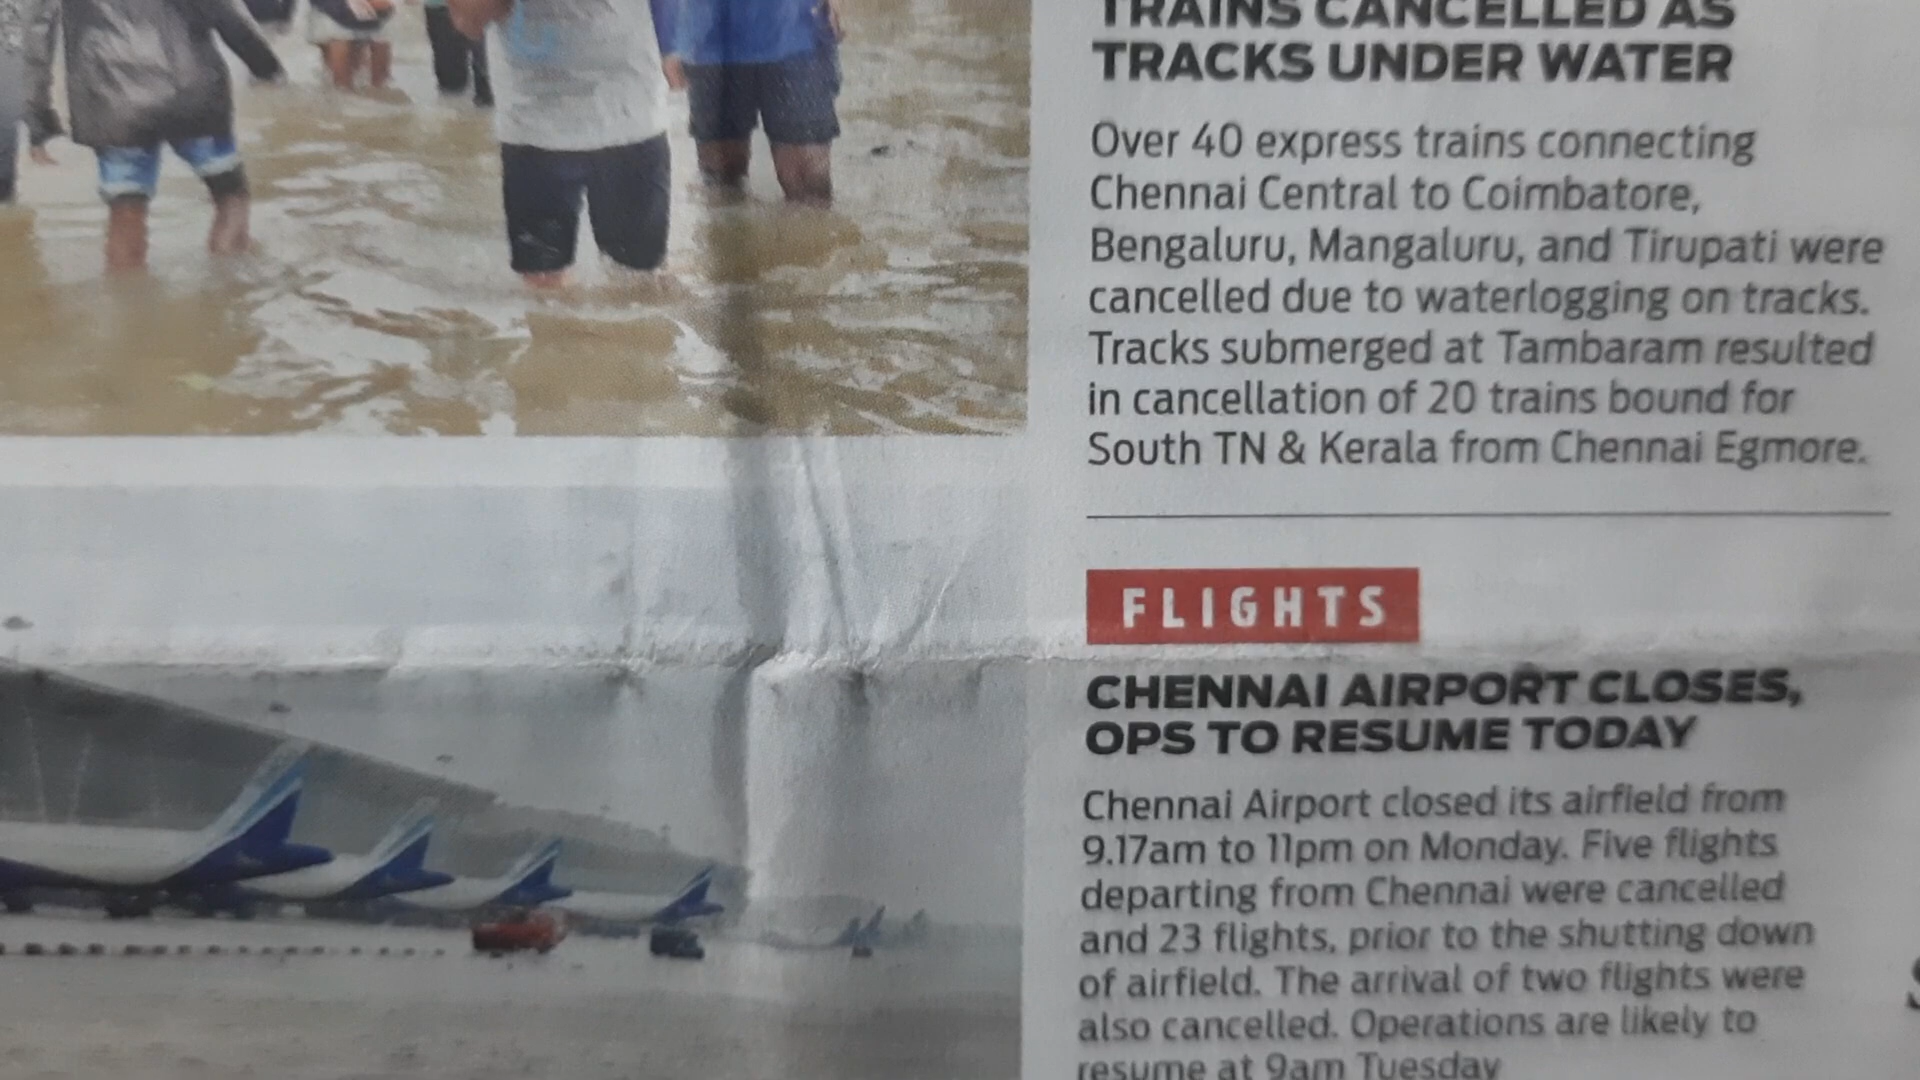 TRAINS CANCELLED AS
TRACKS UNDER WATER
Over 40 express trains connecting
Chennai Central to Coimbatore,
Bengaluru, Mangaluru, and Tirupati were
cancelled due to waterlogging on tracks.
Tracks submerged at Tambaram resulted
in cancellation of 20 trains bound for
South TN & Kerala from Chennai Egmore.
FLIGHTS
CHENNAI AIRPORT CLOSES,
OPS TO RESUME TODAY
Chennai Airport closed its airfield from
9.17am to 11pm on Monday. Five flights
departing from Chennai were cancelled
and 23 flights, prior to the shutting down
of airfield. The arrival of two flights were
also cancelled. Operations are likely to
resume at 9am Tuesday